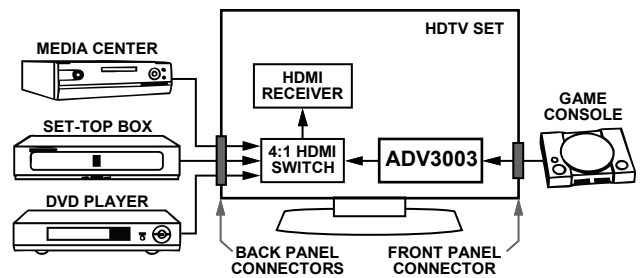 MEDIA CENTER
SET-TOP BOX
DVD PLAYER
HDTV SET
HDMI
RECEIVER
4:1 HDMI
SWITCH
ADV3003
GAME
CONSOLE
BACK PANEL
CONNECTORS
FRONT PANEL
CONNECTOR